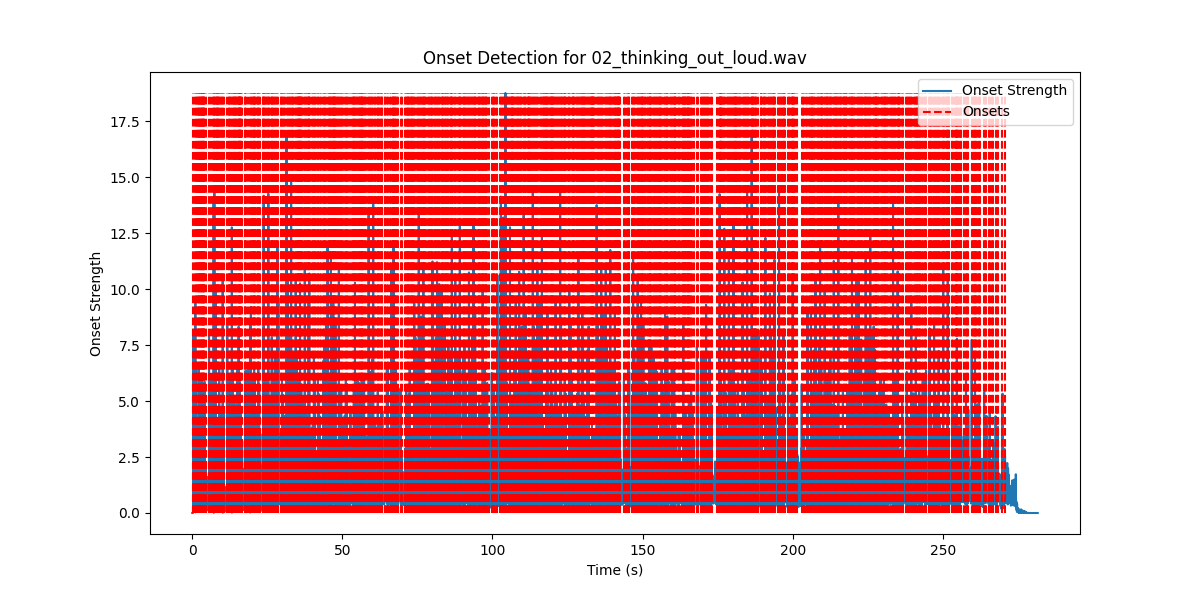 Onset Detection for 02_thinking_out_loud.wav
Onset Strength
Onsets
17.5
15.0
12.5
10.0
7.5
5.0
2.5
0.0
Onset Strength
0 50 100 150 200 250
Time (s)